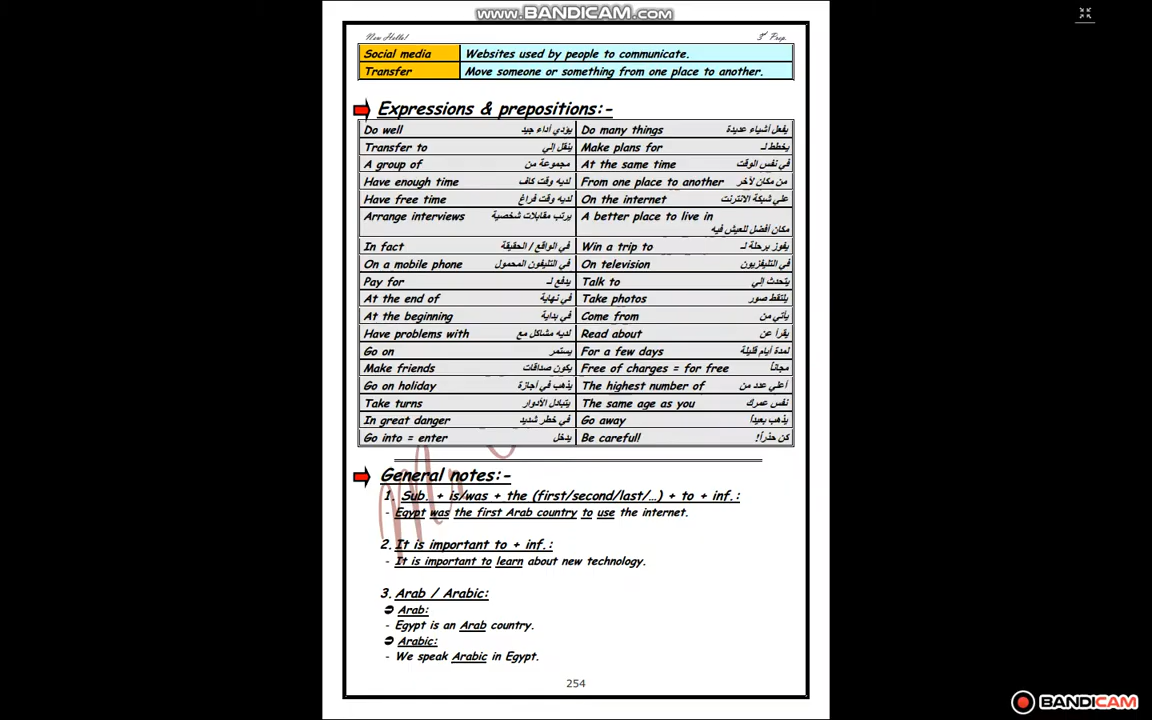 www.BANDICAM.com
New Hello!
3rd Prep.
Social media Websites used by people to communicate.
Transfer Move someone or something from one place to another.
Expressions & prepositions:-
Do well يؤدي أداء جيد Do many things يفعل أشياء عديدة
Transfer to ينقل إلي Make plans for يخطط لـ
A group of مجموعة من At the same time في نفس الوقت
Have enough time لديه وقت كاف From one place to another من مكان لآخر
Have free time لديه وقت فراغ On the internet علي شبكة الانترنت
Arrange interviews يرتب مقابلات شخصية A better place to live in
مكان أفضل للعيش فيه
In fact في الواقع / الحقيقة Win a trip to يفوز برحلة لـ
On a mobile phone في التليفون المحمول On television في التليفزيون
Pay for يدفع لـ Talk to يتحدث إلي
At the end of في نهاية Take photos يلتقط صور
At the beginning في بداية Come from يأتي من
Have problems with لديه مشاكل مع Read about يقرأ عن
Go on يستمر For a few days لمدة أيام قليلة
Make friends يكون صداقات Free of charges = for free مجاناً
Go on holiday يذهب في أجازة The highest number of أعلي عدد من
Take turns يتبادل الأدوار The same age as you نفس عمرك
In great danger في خطر شديد Go away يذهب بعيداً
Go into = enter يدخل Be careful! كن حذراً!
General notes:-
1. Sub. + is/was + the (first/second/last/…) + to + inf.:
- Egypt was the first Arab country to use the internet.
2. It is important to + inf.:
- It is important to learn about new technology.
3. Arab / Arabic:
Arab:
- Egypt is an Arab country.
Arabic:
- We speak Arabic in Egypt.
254
BANDICAM